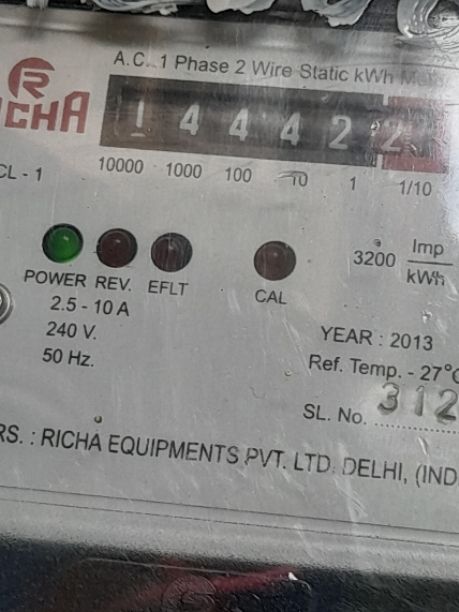 A.C. 1 Phase 2 Wire Static kWh
R
RICHA
1 4 4 4 2 2
CL - 1
10000 1000 100 10 1 1/10
POWER REV. EFLT
CAL
3200 Imp/kWh
2.5 - 10 A
240 V.
50 Hz.
YEAR : 2013
Ref. Temp. - 27°C
SL. No. 312
RS. : RICHA EQUIPMENTS PVT. LTD. DELHI, (IND